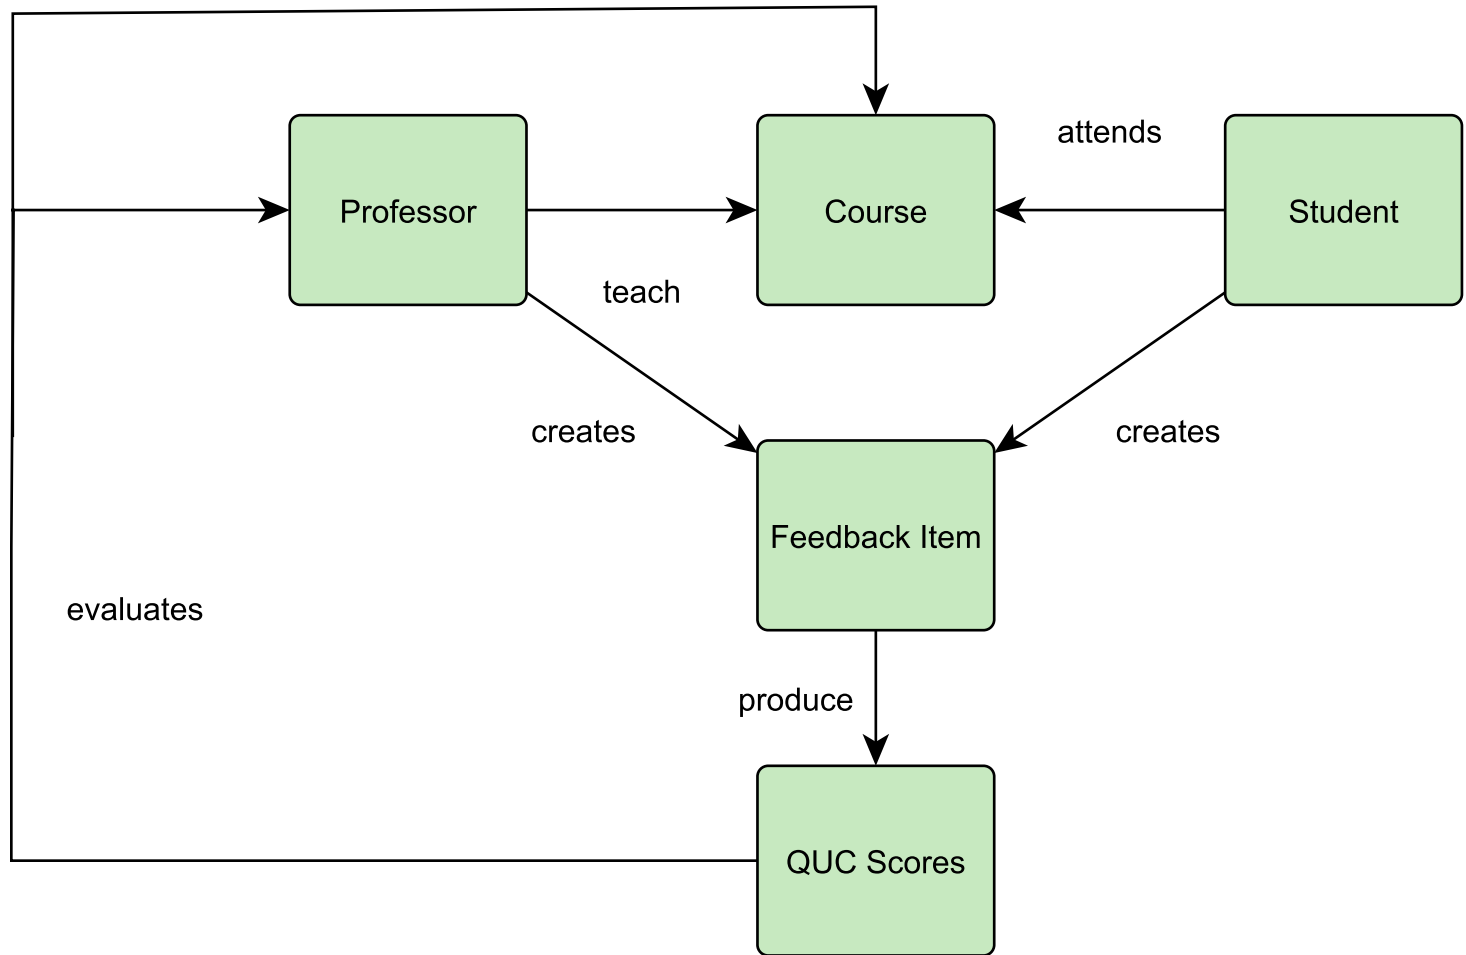 attends
Professor
Course
Student
teach
creates
creates
Feedback Item
evaluates
produce
QUC Scores